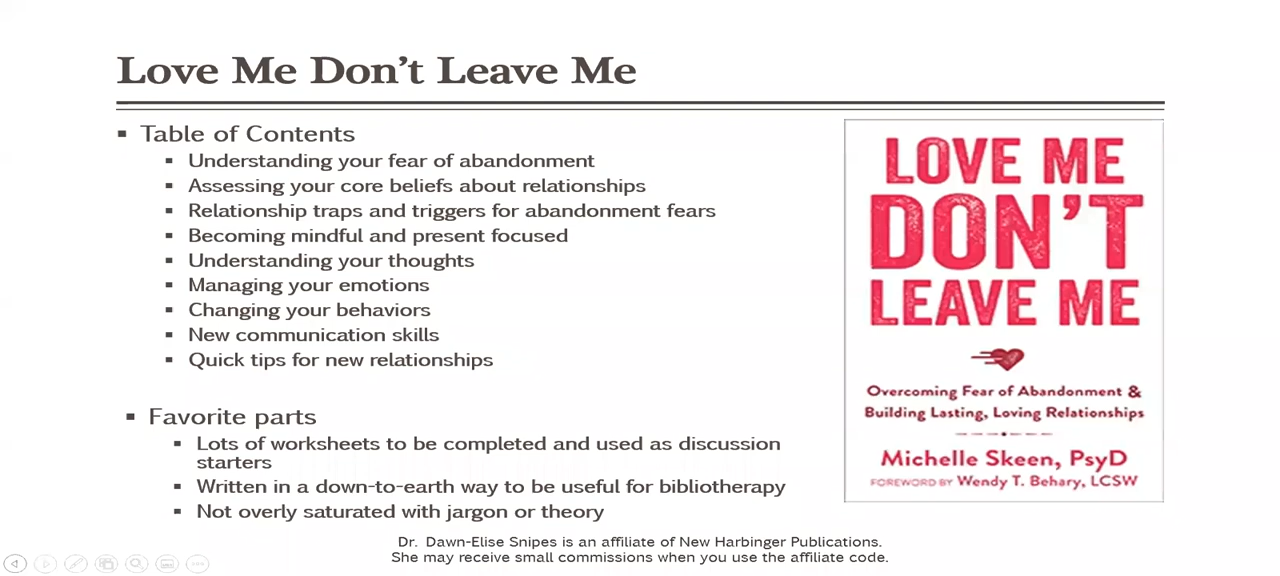 Love Me Don't Leave Me
Table of Contents
Understanding your fear of abandonment
Assessing your core beliefs about relationships
Relationship traps and triggers for abandonment fears
Becoming mindful and present focused
Understanding your thoughts
Managing your emotions
Changing your behaviors
New communication skills
Quick tips for new relationships
Favorite parts
Lots of worksheets to be completed and used as discussion
starters
Written in a down-to-earth way to be useful for bibliotherapy
Not overly saturated with jargon or theory
LOVE ME
DON'T
LEAVE ME
Overcoming Fear of Abandonment &
Building Lasting, Loving Relationships
Michelle Skeen, PsyD
FOREWORD BY Wendy T. Behary, LCSW
Dr. Dawn-Elise Snipes is an affiliate of New Harbinger Publications.
She may receive small commissions when you use the affiliate code.